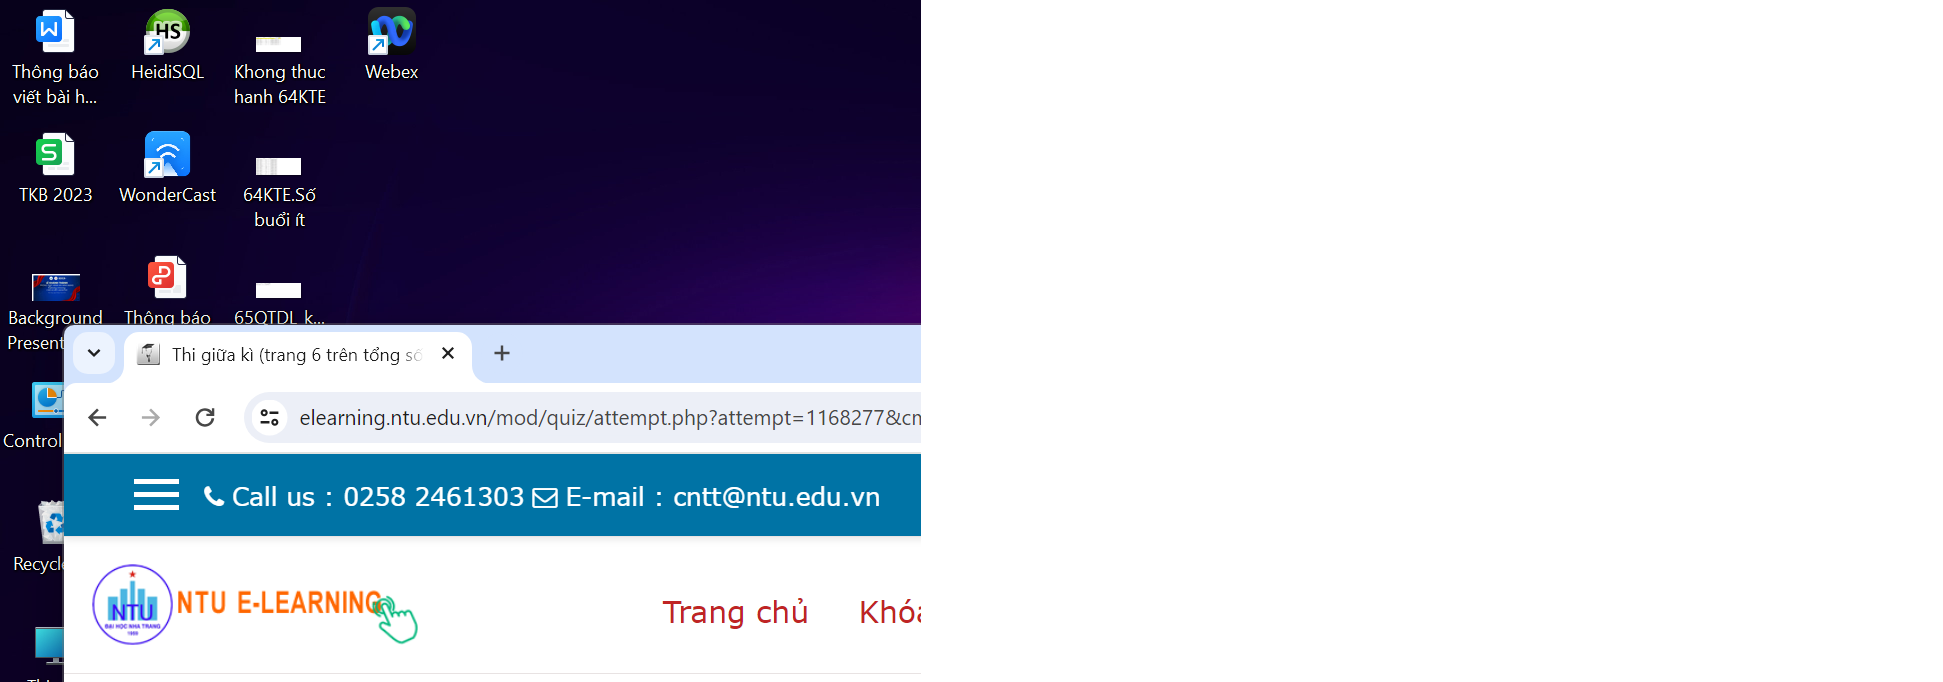 Thông báo
viết bài h...
HeidiSQL
Khong thuc
hanh 64KTE
Webex
TKB 2023
WonderCast
64KTE.Số
buổi ít
Background
Present
Thông báo
65QTDL_k...
Control
Recycle
Thi giữa kì (trang 6 trên tổng số
elearning.ntu.edu.vn/mod/quiz/attempt.php?attempt=1168277&cm
Call us : 0258 2461303 E-mail : cntt@ntu.edu.vn
NTU
ĐẠI HỌC NHA TRANG
1959
NTU E-LEARNING
Trang chủ
Khóa